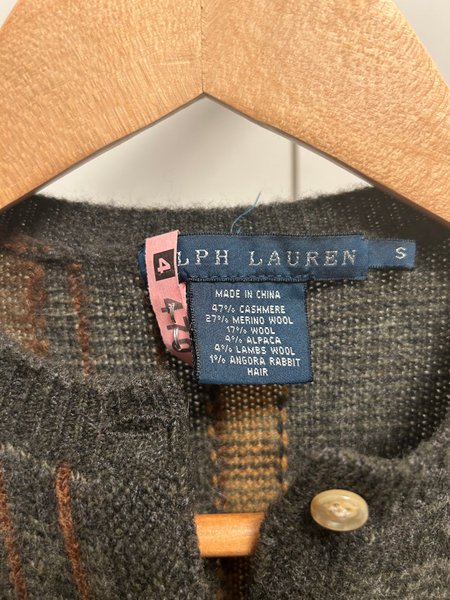 LPH LAUREN
S
4
MADE IN CHINA
47% CASHMERE
27% MERINO WOOL
17% WOOL
4% ALPACA
4% LAMBS WOOL
1% ANGORA RABBIT
HAIR